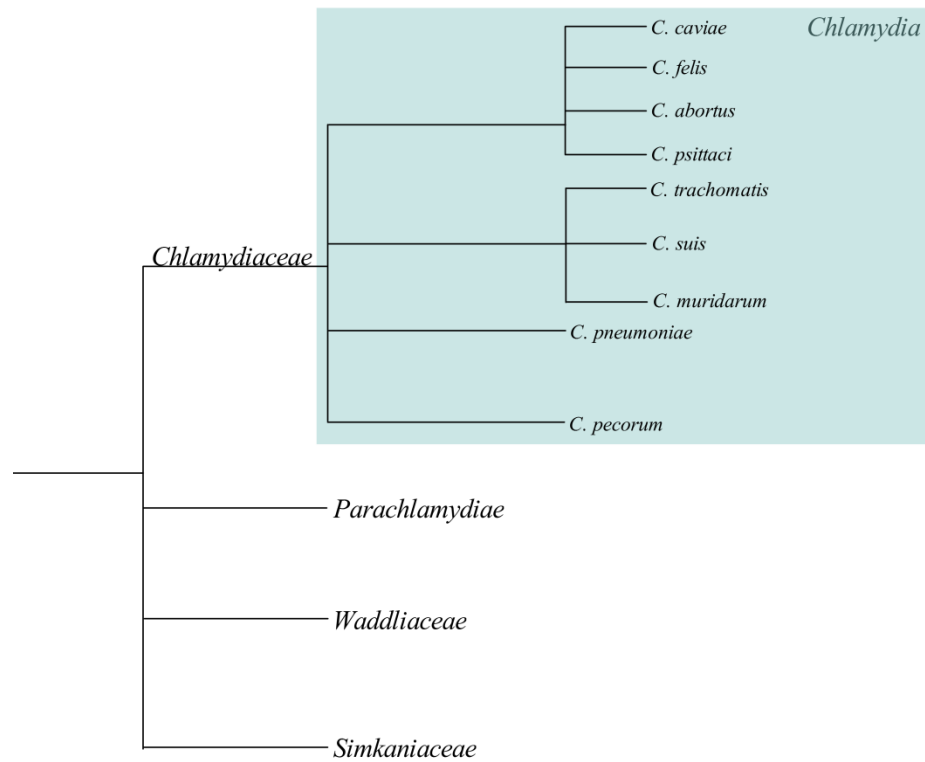 Chlamydia
C. caviae
C. felis
C. abortus
C. psittaci
C. trachomatis
C. suis
Chlamydiaceae
C. muridarum
C. pneumoniae
C. pecorum
Parachlamydiae
Waddliaceae
Simkaniaceae